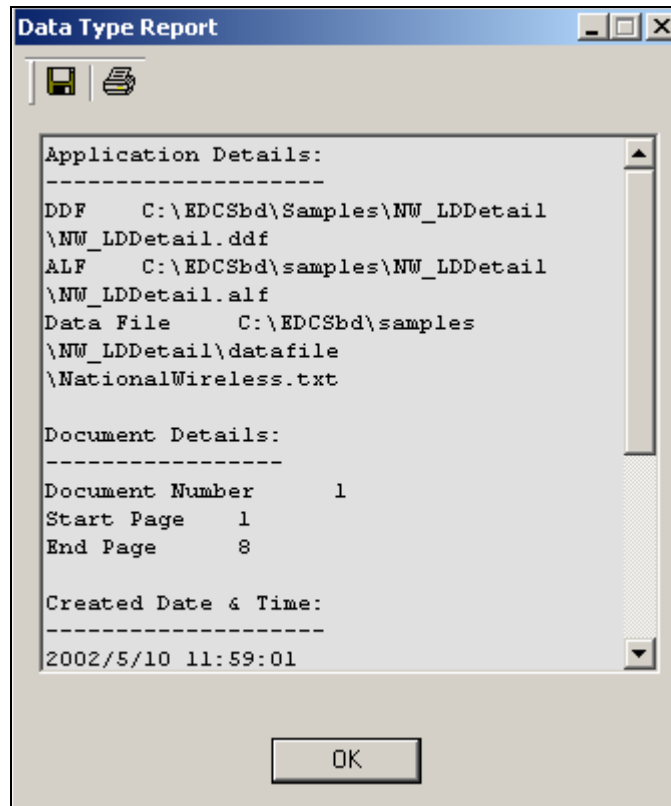 Data Type Report
Application Details:
--------------------
DDF    C:\EDCSbd\Samples\NW_LDDetail
\NW_LDDetail.ddf
ALF    C:\EDCSbd\samples\NW_LDDetail
\NW_LDDetail.alf
Data File    C:\EDCSbd\samples
\NW_LDDetail\datafile
\NationalWireless.txt
Document Details:
-----------------
Document Number    1
Start Page    1
End Page    8
Created Date & Time:
--------------------
2002/5/10 11:59:01
OK